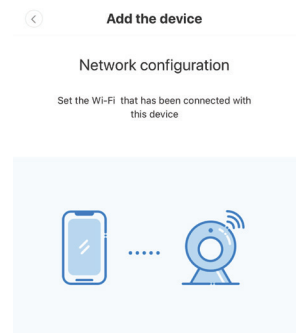 Add the device
Network configuration
Set the Wi-Fi that has been connected with
this device